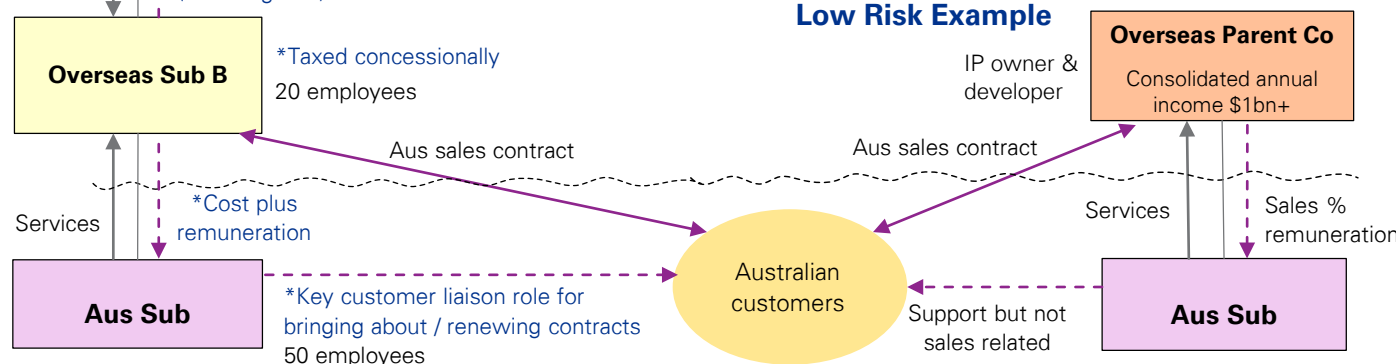 Low Risk Example
Overseas Sub B
*Taxed concessionally
20 employees
IP owner &
developer
Overseas Parent Co
Consolidated annual
income $1bn+
Aus sales contract
Aus sales contract
Services
*Cost plus
remuneration
Services
Sales %
remuneration
Aus Sub
*Key customer liaison role for
bringing about / renewing contracts
50 employees
Australian
customers
Support but not
sales related
Aus Sub